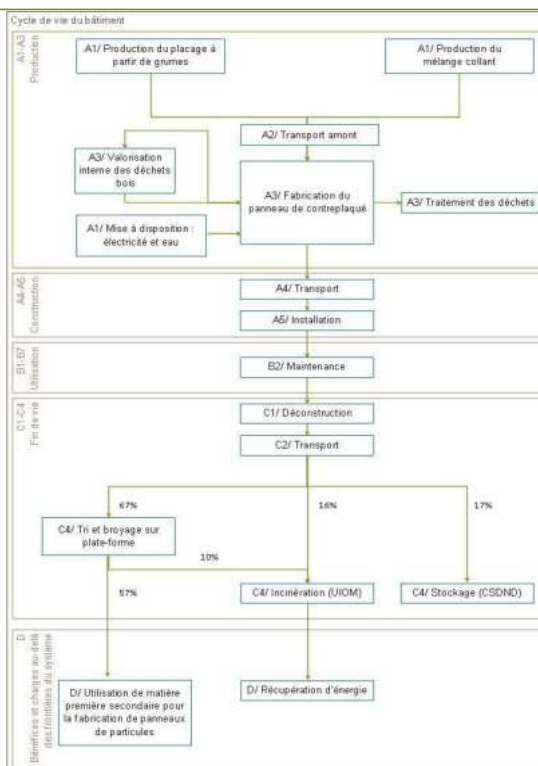 Cycle de vie du bâtiment
A1-A3
Production
A1/ Production du placage à
partir de grumes
A1/ Production du
mélange collant
A2/ Transport amont
A3/ Valorisation
interne des déchets
bois
A3/ Fabrication du
panneau de contreplaqué
A3/ Traitement des déchets
A1/ Mise à disposition :
électricité et eau
A4-A5
Construction
A4/ Transport
A5/ Installation
B1-B7
Utilisation
B2/ Maintenance
C1-C4
Fin de vie
C1/ Déconstruction
C2/ Transport
67%
16%
17%
C4/ Tri et broyage sur
plate-forme
10%
57%
C4/ Incinération (UIOM)
C4/ Stockage (CSDND)
D
Bénéfices et charges au-delà
des frontières du système
D/ Utilisation de matière
première secondaire pour
la fabrication de panneaux
de particules
D/ Récupération d'énergie